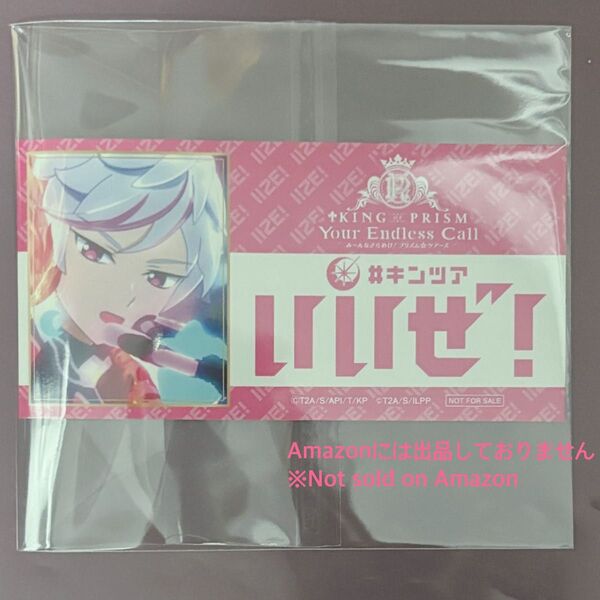 IIZE! IIZE! IIZE!
R
KING OF PRISM
Your Endless Call
み〜んなきらめけ!プリズム☆ツアーズ
#キンツア
いいぜ!
©T2A/S/API/T/KP ©T2A/S/ILPP NOT FOR SALE
Amazonには出品しておりません
※Not sold on Amazon